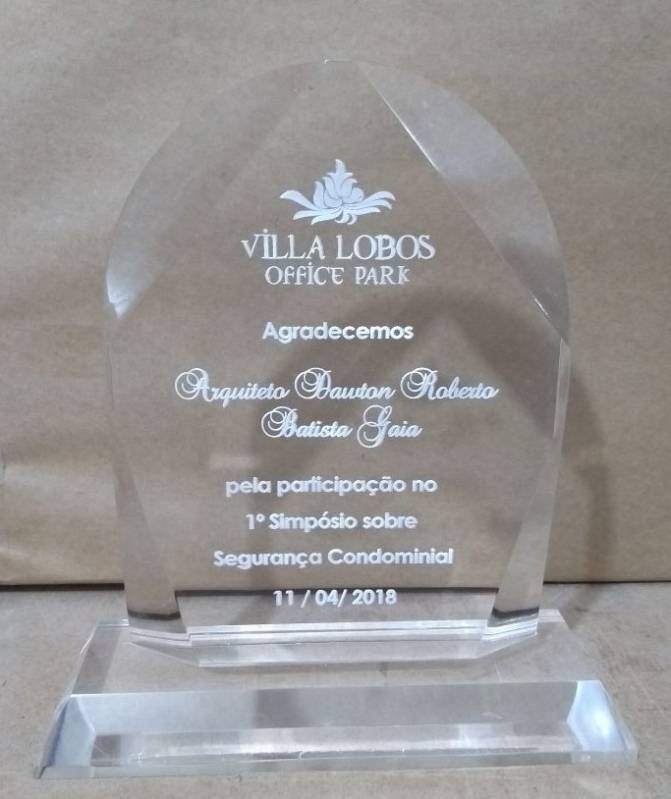 VILLA LOBOS
OFFICE PARK
Agradecemos
Arquiteto Dawton Roberto
Batista Gaia
pela participação no
1º Simpósio sobre
Segurança Condominial
11 / 04/ 2018